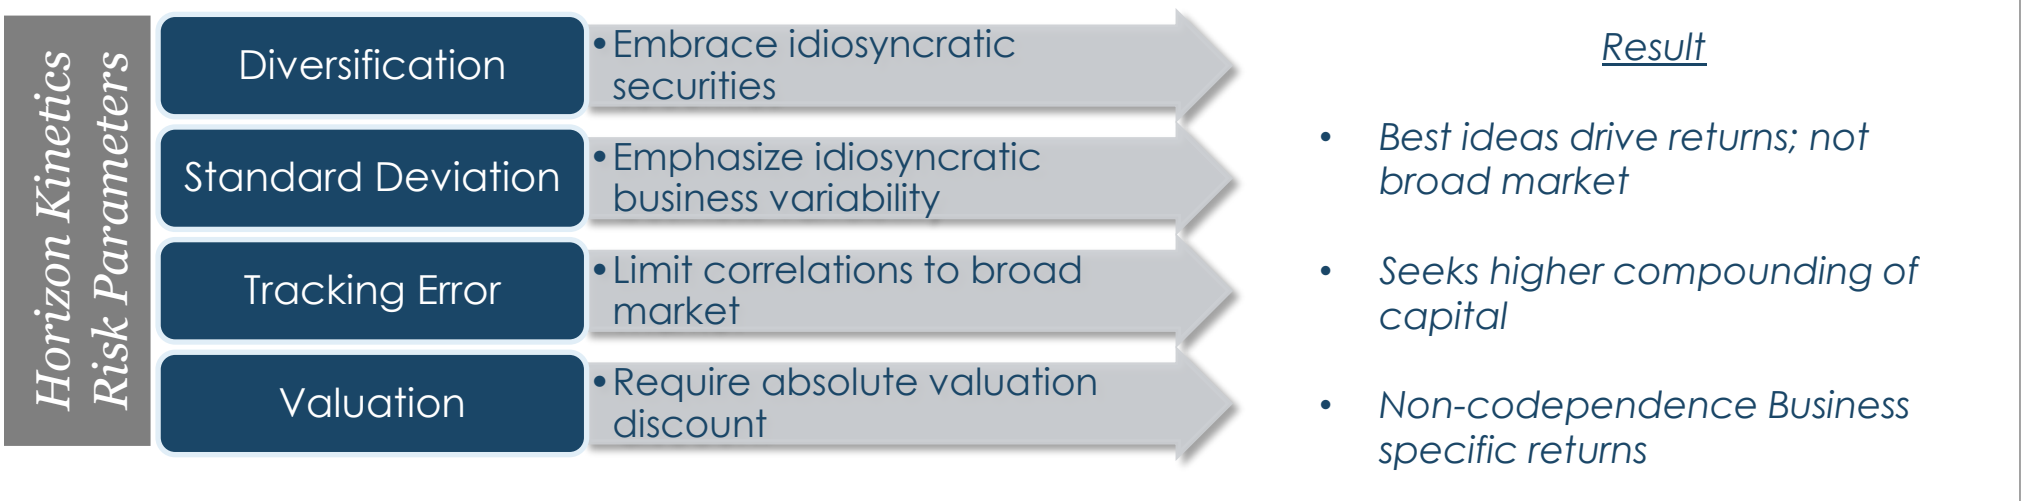 Horizon Kinetics
Risk Parameters
Diversification
•Embrace idiosyncratic
securities
Standard Deviation
•Emphasize idiosyncratic
business variability
Tracking Error
•Limit correlations to broad
market
Valuation
•Require absolute valuation
discount
Result
• Best ideas drive returns; not
broad market
• Seeks higher compounding of
capital
• Non-codependence Business
specific returns